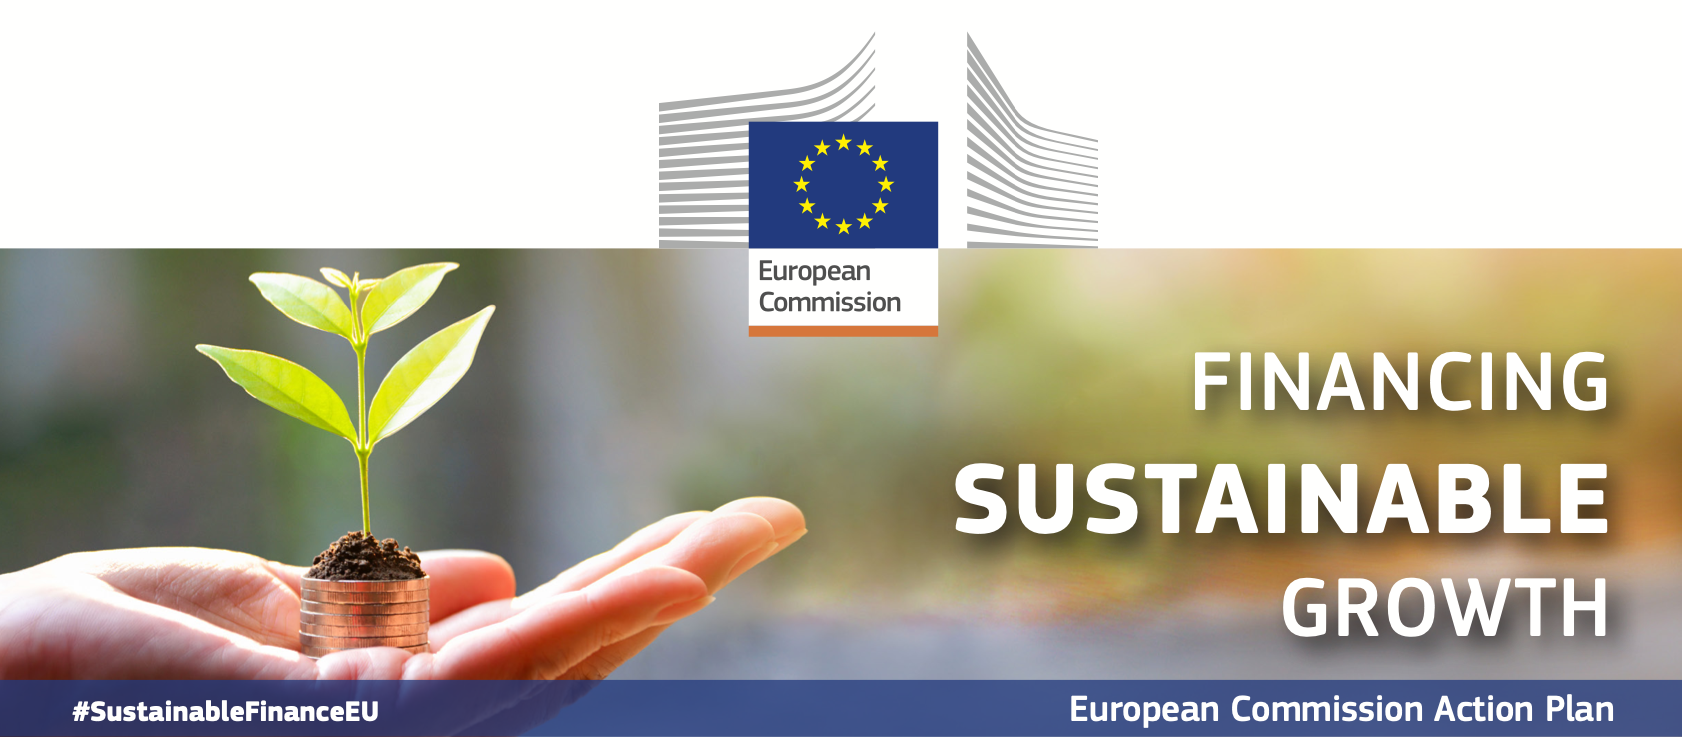 European
Commission
FINANCING
SUSTAINABLE
GROWTH
#SustainableFinanceEU
European Commission Action Plan